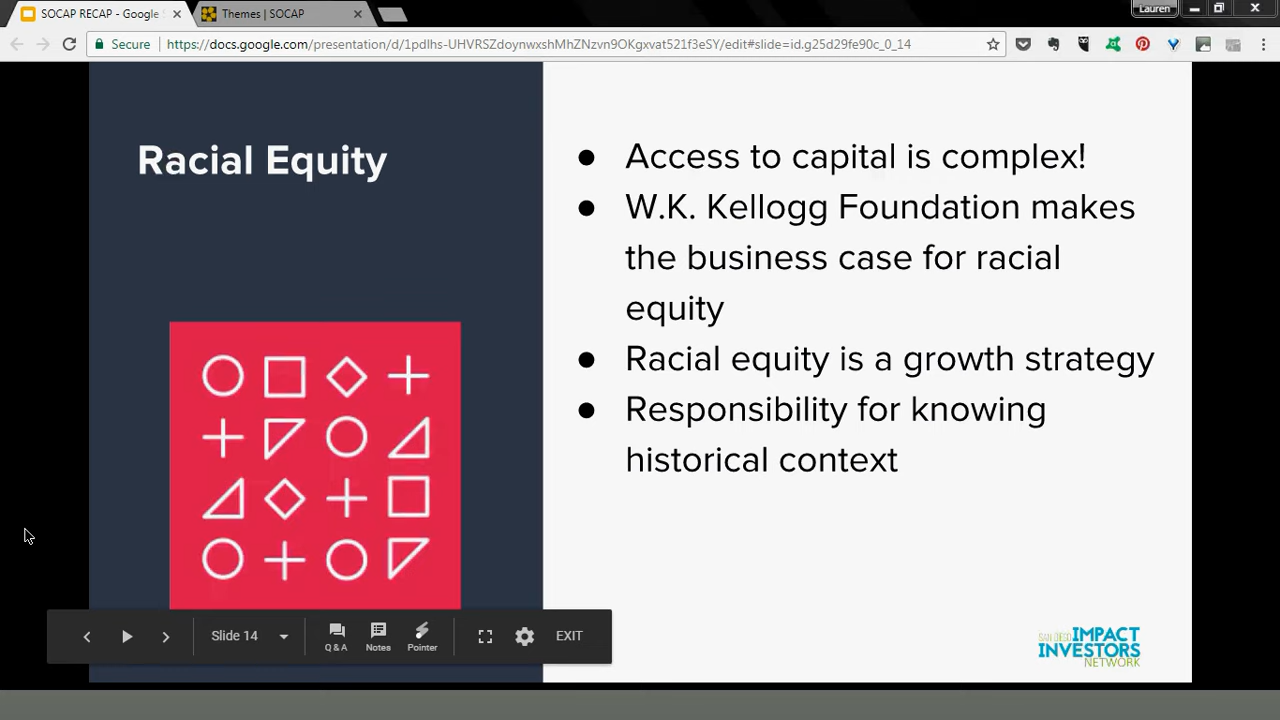 SOCAP RECAP - Google
Themes | SOCAP
Lauren
Secure
https://docs.google.com/presentation/d/1pdlhs-UHVRSZdoynwxshMhZNzvn9OKgxvat521f3eSY/edit#slide=id.g25d29fe90c_0_14
Racial Equity
● Access to capital is complex!
● W.K. Kellogg Foundation makes
the business case for racial
equity
● Racial equity is a growth strategy
● Responsibility for knowing
historical context
Slide 14
Q & A
Notes
Pointer
EXIT
SAN DIEGO IMPACT
INVESTORS
NETWORK